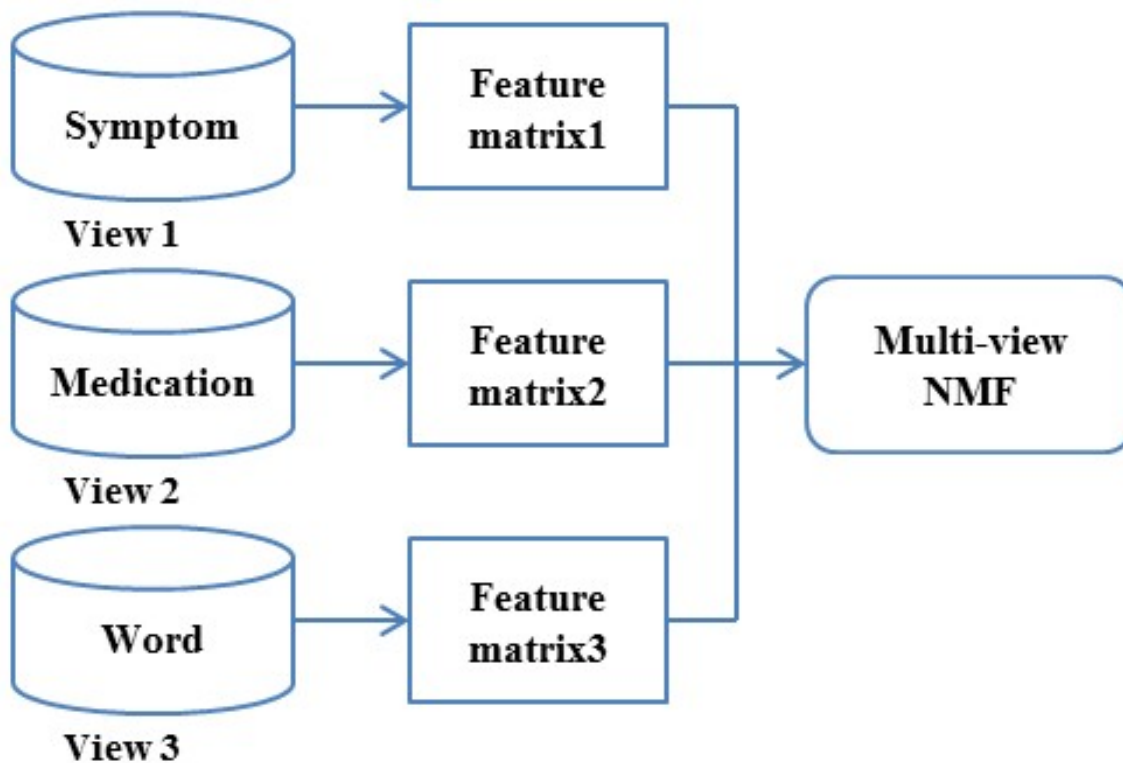 Symptom
View 1
Feature
matrix1
Medication
View 2
Feature
matrix2
Multi-view
NMF
Word
View 3
Feature
matrix3